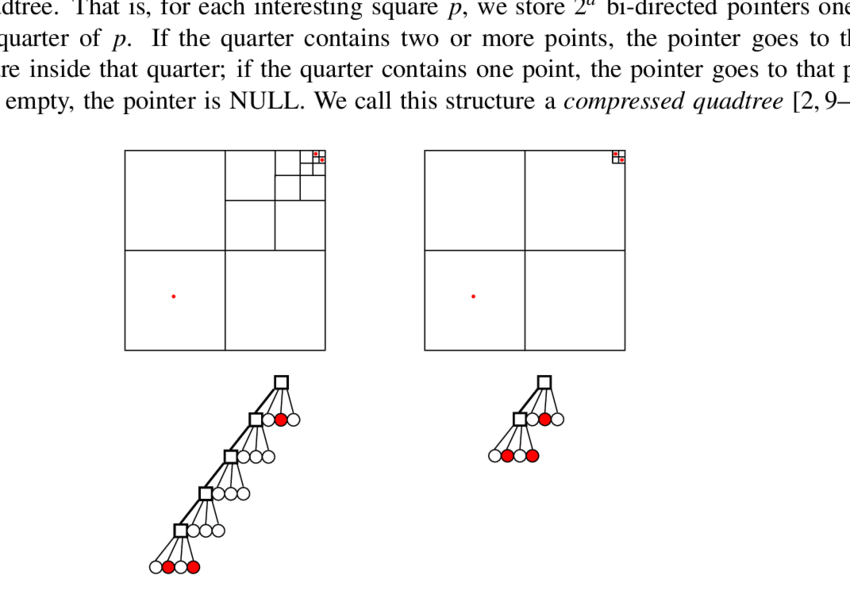 dtree. That is, for each interesting square p, we store 2ᵈ bi-directed pointers one
quarter of p. If the quarter contains two or more points, the pointer goes to th
re inside that quarter; if the quarter contains one point, the pointer goes to that p
empty, the pointer is NULL. We call this structure a compressed quadtree [2, 9–